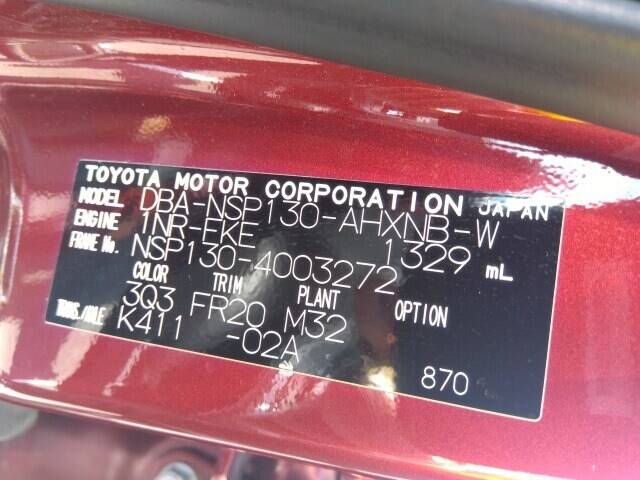 TOYOTA MOTOR CORPORATION JAPAN
MODEL DBA-NSP130-AHXNB-W
ENGINE 1NR-FKE 1329 mL
FRAME No. NSP130-4003272
COLOR TRIM PLANT OPTION
3Q3 FR20 M32
TRANS./AXLE K411 -02A
870